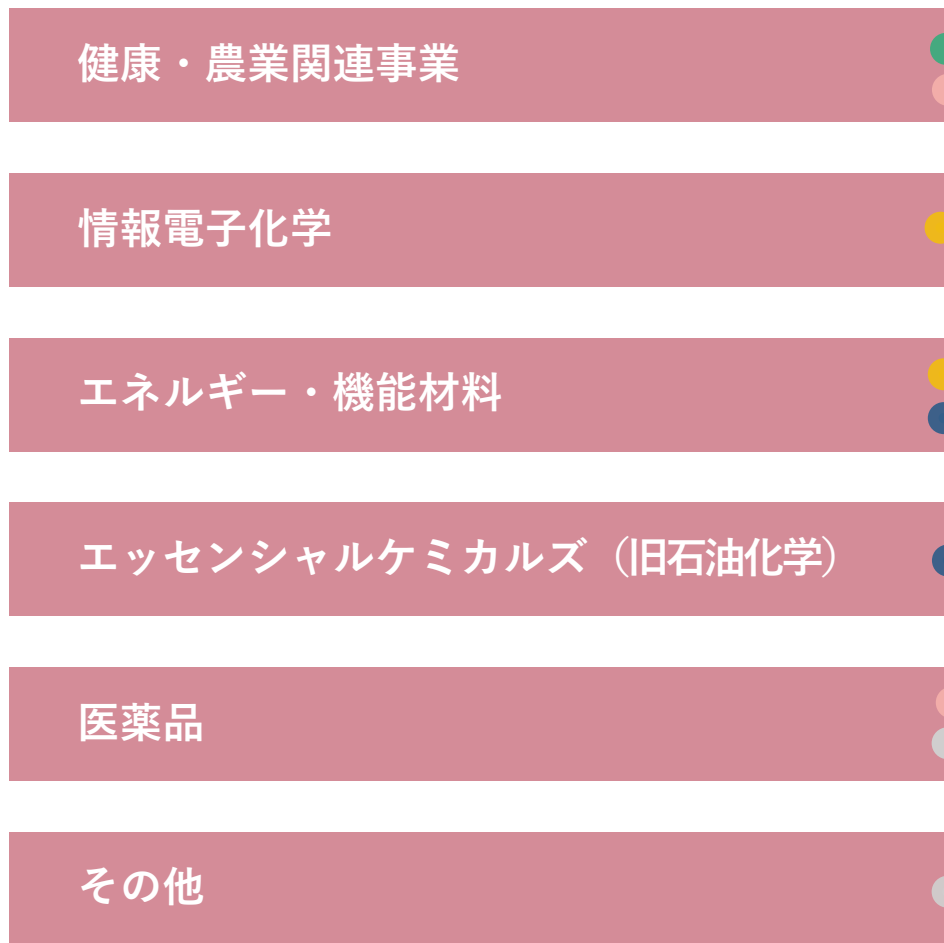 健康・農業関連事業
情報電子化学
エネルギー・機能材料
エッセンシャルケミカルズ（旧石油化学）
医薬品
その他